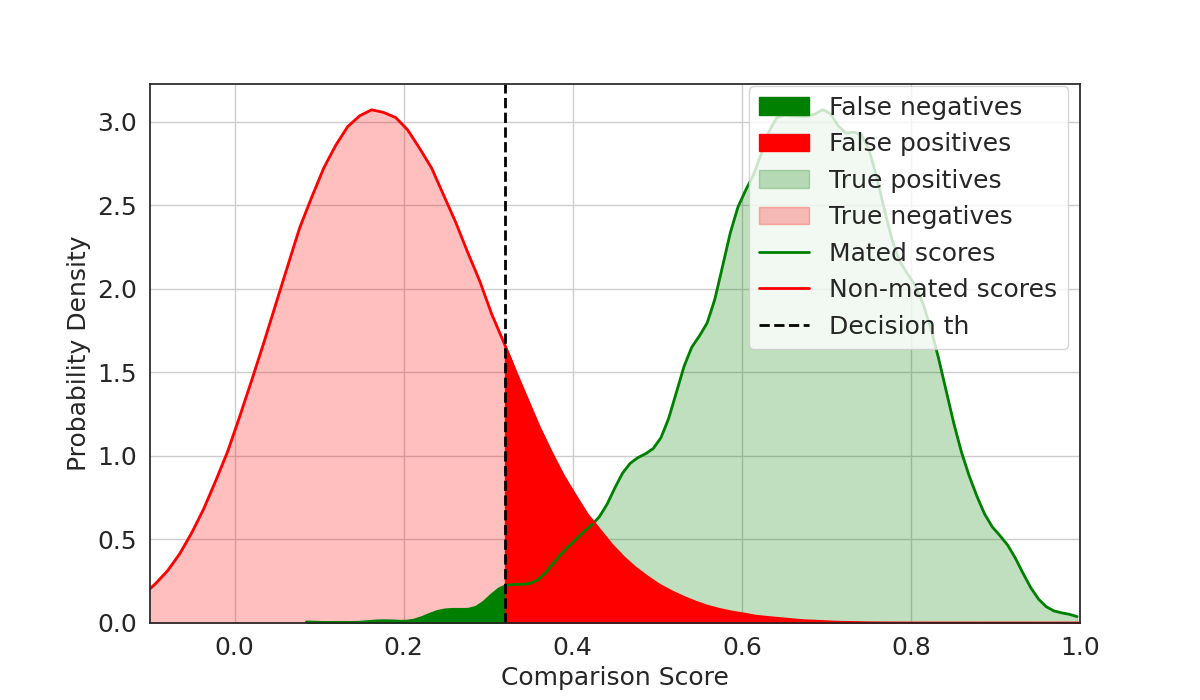 False negatives
False positives
True positives
True negatives
Mated scores
Non-mated scores
Decision th
3.0
2.5
2.0
1.5
1.0
0.5
0.0
Probability Density
0.0 0.2 0.4 0.6 0.8 1.0
Comparison Score